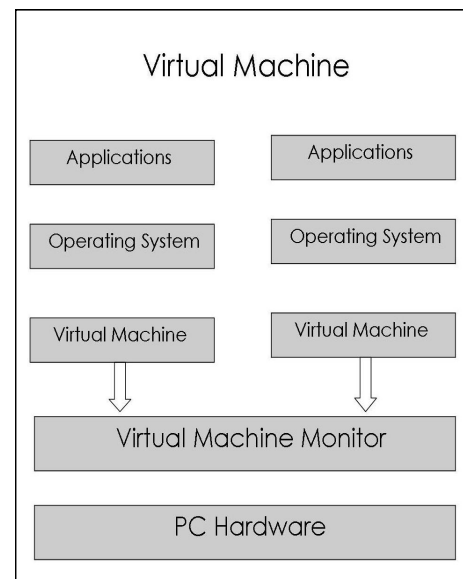 Virtual Machine
Applications
Applications
Operating System
Operating System
Virtual Machine
Virtual Machine
Virtual Machine Monitor
PC Hardware